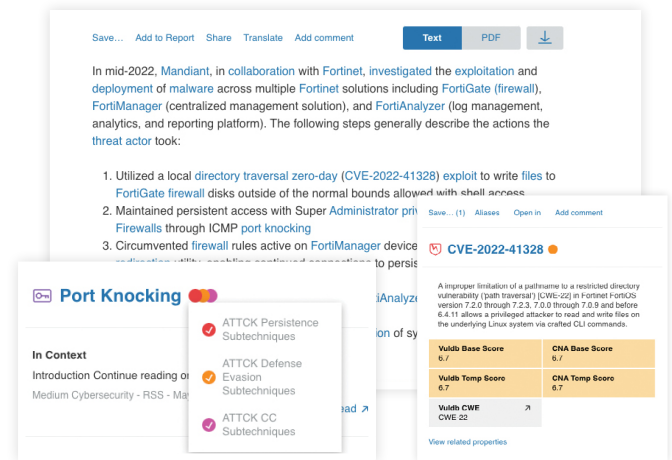 Save... Add to Report Share Translate Add comment Text PDF
In mid-2022, Mandiant, in collaboration with Fortinet, investigated the exploitation and
deployment of malware across multiple Fortinet solutions including FortiGate (firewall),
FortiManager (centralized management solution), and FortiAnalyzer (log management,
analytics, and reporting platform). The following steps generally describe the actions the
threat actor took:
1. Utilized a local directory traversal zero-day (CVE-2022-41328) exploit to write files to
FortiGate firewall disks outside of the normal bounds allowed with shell access
2. Maintained persistent access with Super Administrator
Firewalls through ICMP port knocking
3. Circumvented firewall rules active on FortiManager
redirection utility, enabling continued connections to
of
Port Knocking
In Context
Introduction Continue reading
Medium Cybersecurity - RSS -
ATTCK Persistence
Subtechniques
ATTCK Defense
Evasion
Subtechniques
ATTCK CC
Subtechniques
Save... (1) Aliases Open in Add comment
CVE-2022-41328
A improper limitation of a pathname to a restricted directory
vulnerability ('path traversal') [CWE-22] in Fortinet FortiOS
version 7.2.0 through 7.2.3, 7.0.0 through 7.0.9 and before
6.4.11 allows a privileged attacker to read and write files on
the underlying Linux system via crafted CLI commands.
Vuldb Base Score CNA Base Score
6.7 6.7
Vuldb Temp Score CNA Temp Score
6.7 6.7
Vuldb CWE
CWE-22
View related properties